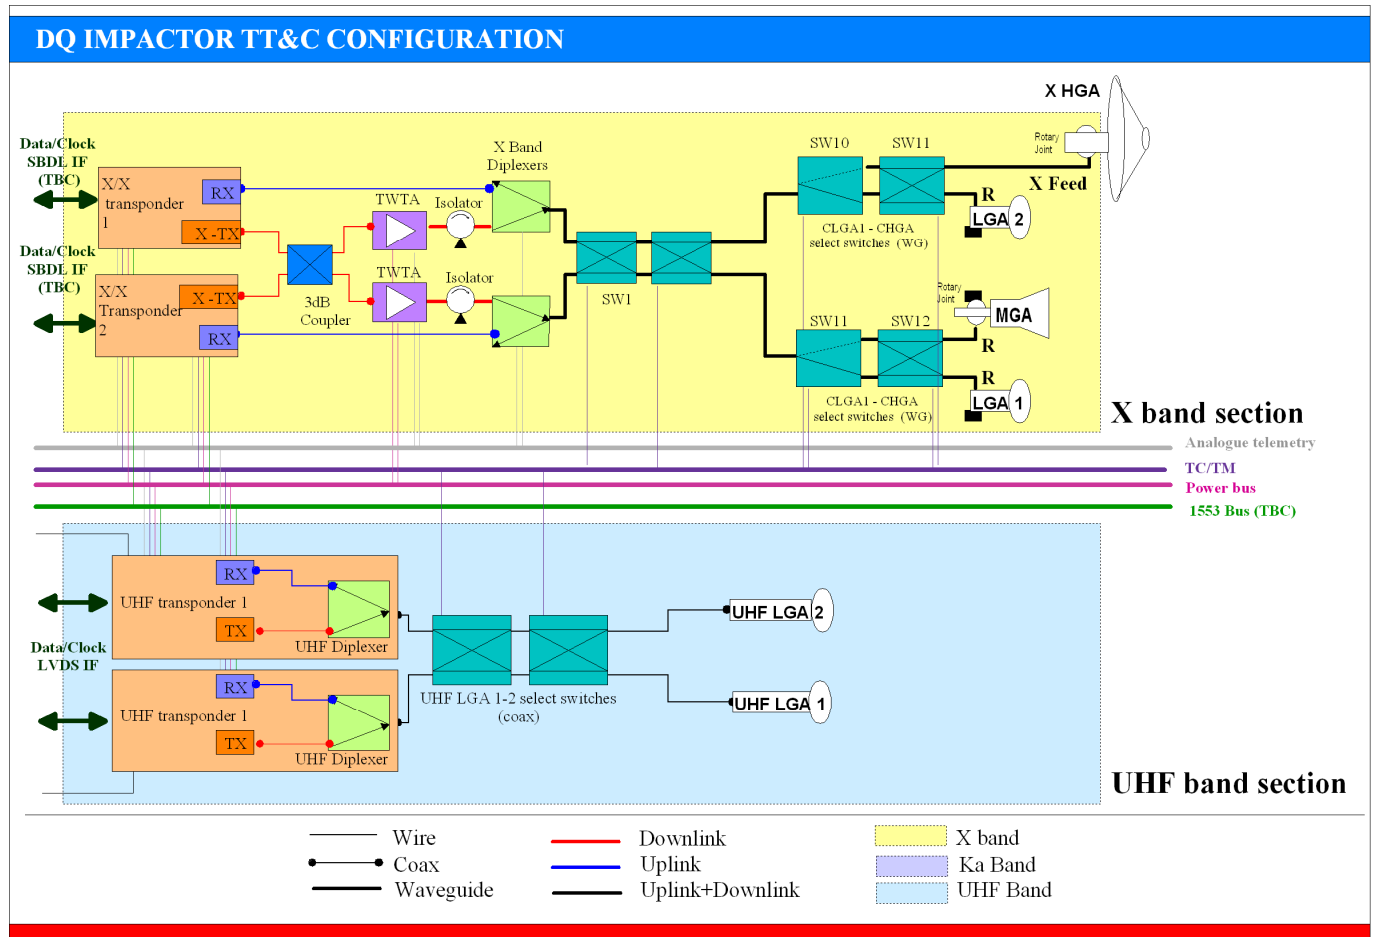 DQ IMPACTOR TT&C CONFIGURATION
X HGA
Data/Clock
SBDL IF
(TBC)
X/X
transponder
1
RX
X -TX
TWTA
Isolator
X Band
Diplexers
SW10
SW11
Rotary
Joint
X Feed
R
LGA 2
CLGA1 - CHGA
select switches (WG)
Data/Clock
SBDL IF
(TBC)
X/X
Transponder
2
X -TX
RX
3dB
Coupler
TWTA
Isolator
SW1
Rotary
Joint
MGA
R
SW11
SW12
R
LGA 1
CLGA1 - CHGA
select switches (WG)
X band section
Analogue telemetry
TC/TM
Power bus
1553 Bus (TBC)
RX
UHF transponder 1
TX
UHF Diplexer
UHF LGA 2
Data/Clock
LVDS IF
RX
UHF transponder 1
TX
UHF Diplexer
UHF LGA 1-2 select switches
(coax)
UHF LGA 1
UHF band section
Wire
Coax
Waveguide
Downlink
Uplink
Uplink+Downlink
X band
Ka Band
UHF Band